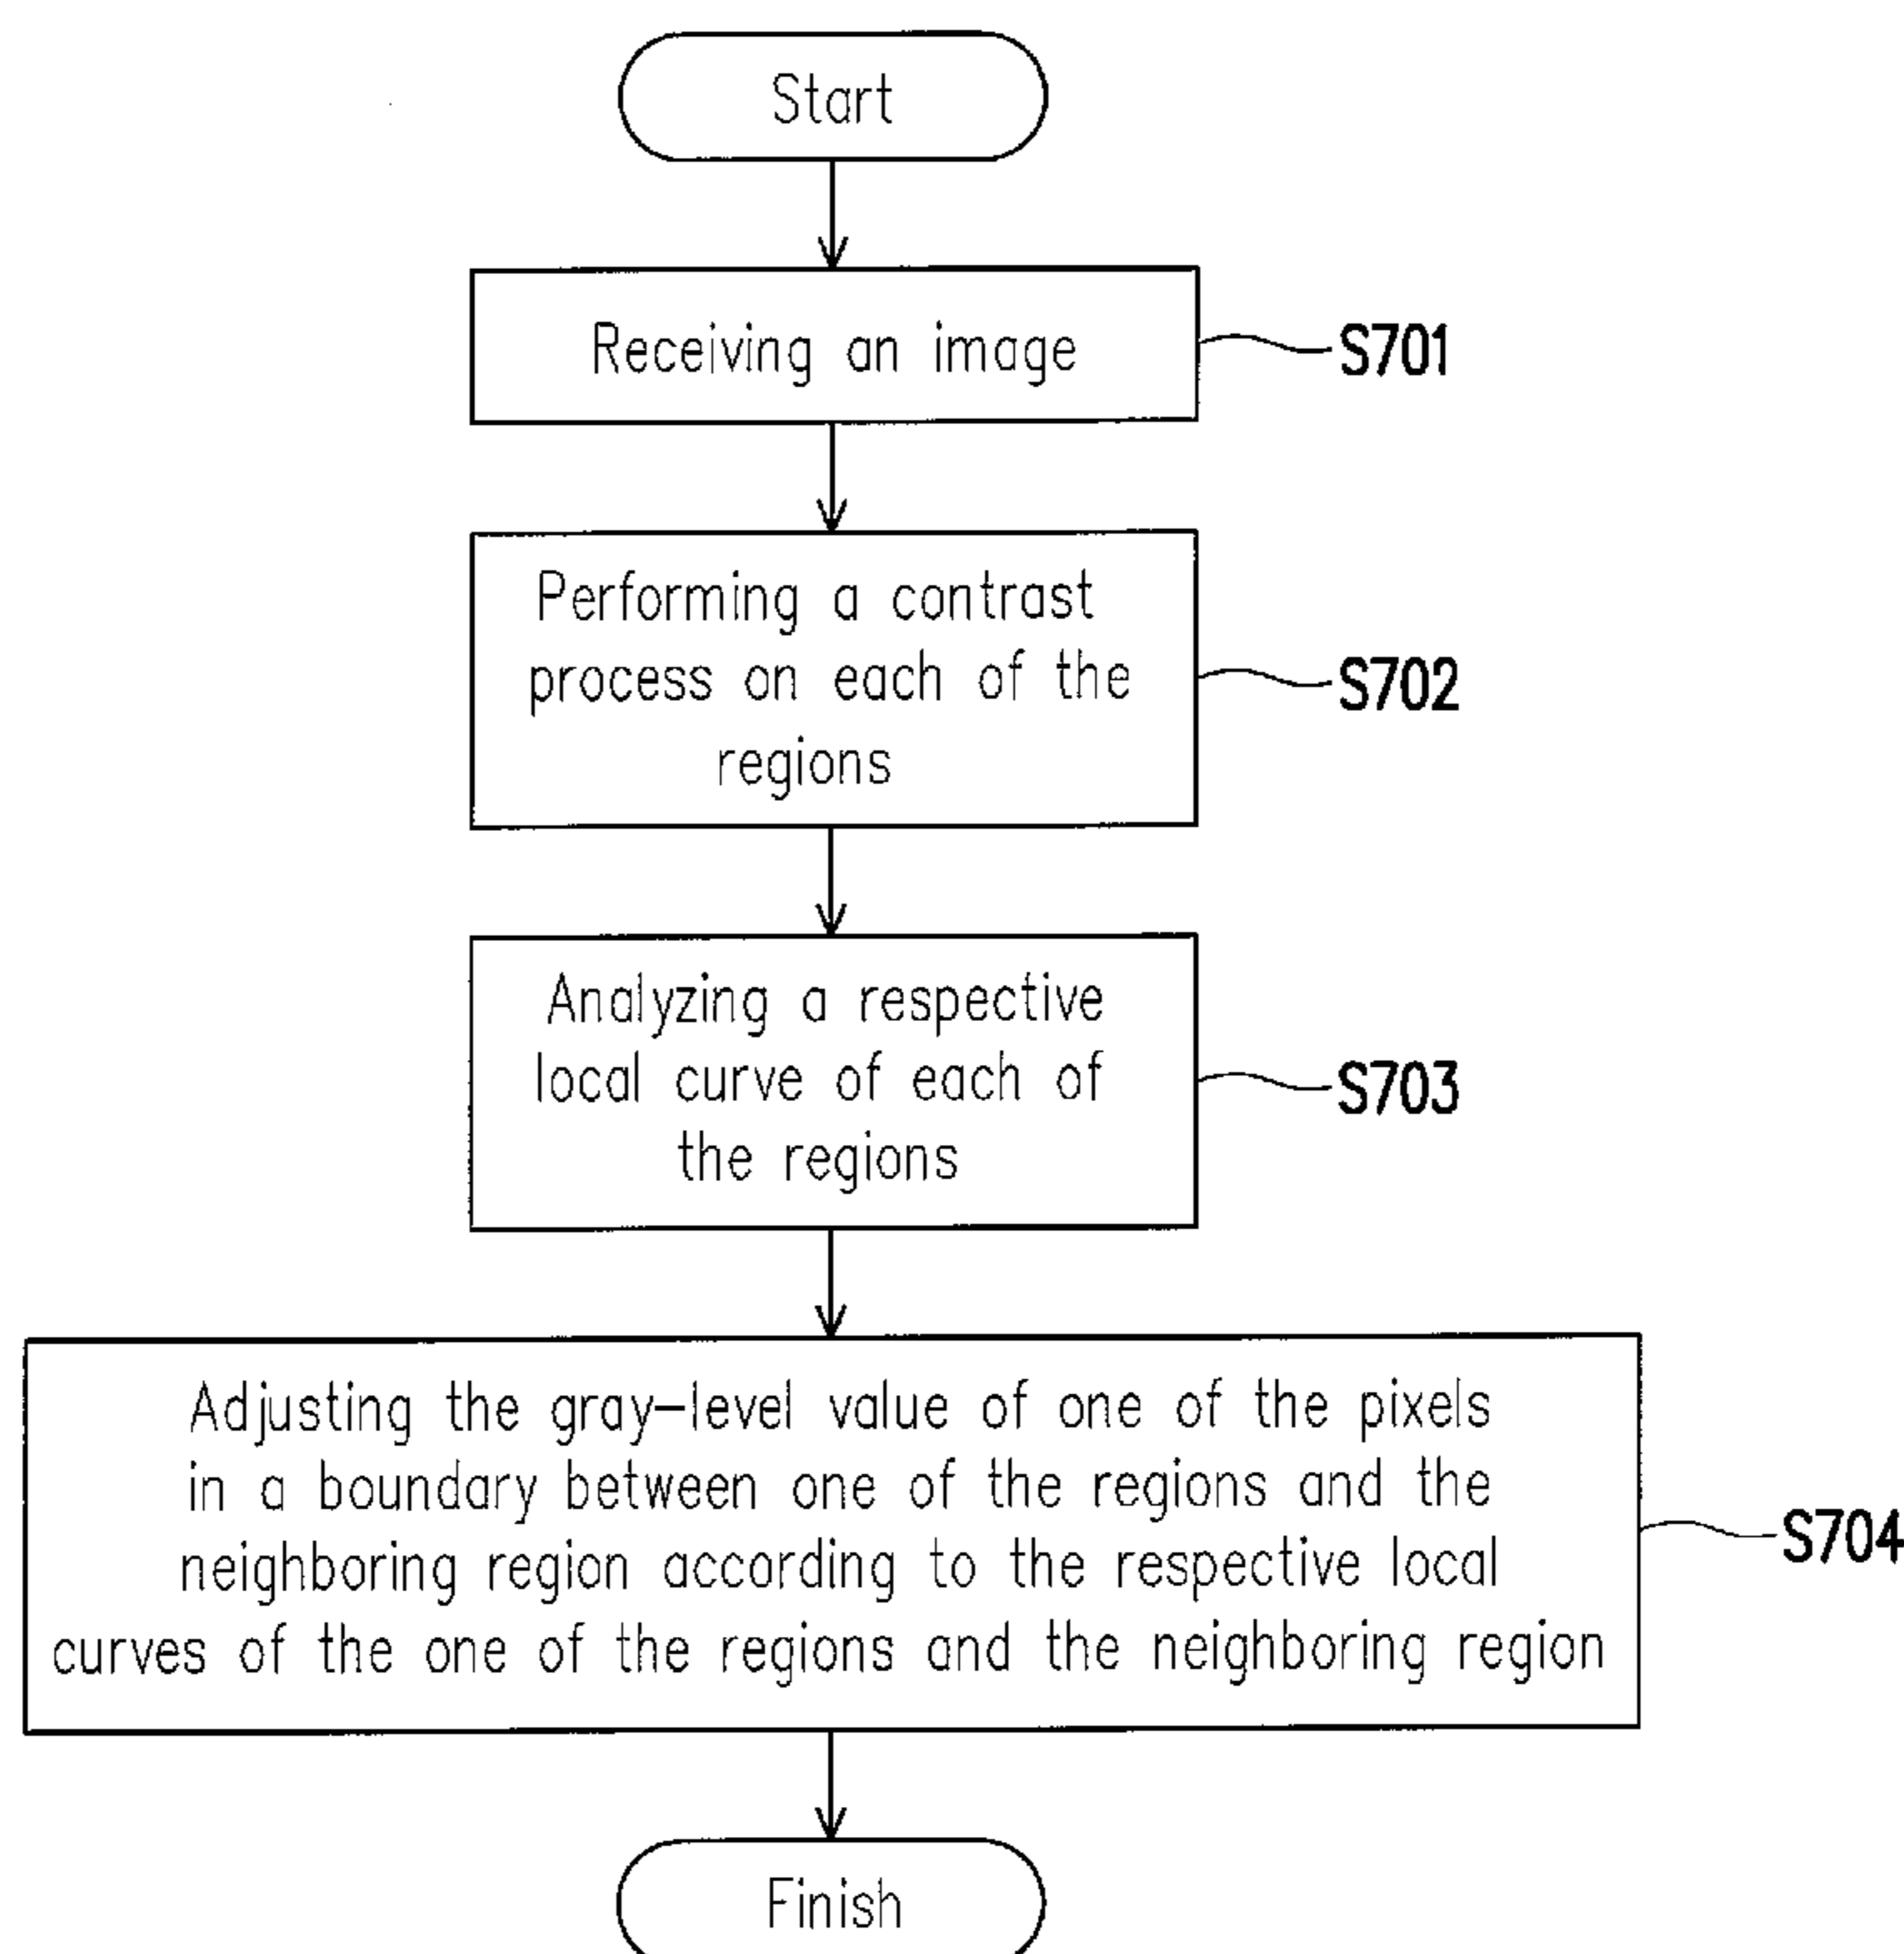 Start
Receiving an image
S701
Performing a contrast
process on each of the
regions
S702
Analyzing a respective
local curve of each of
the regions
S703
Adjusting the gray-level value of one of the pixels
in a boundary between one of the regions and the
neighboring region according to the respective local
curves of the one of the regions and the neighboring region
S704
Finish